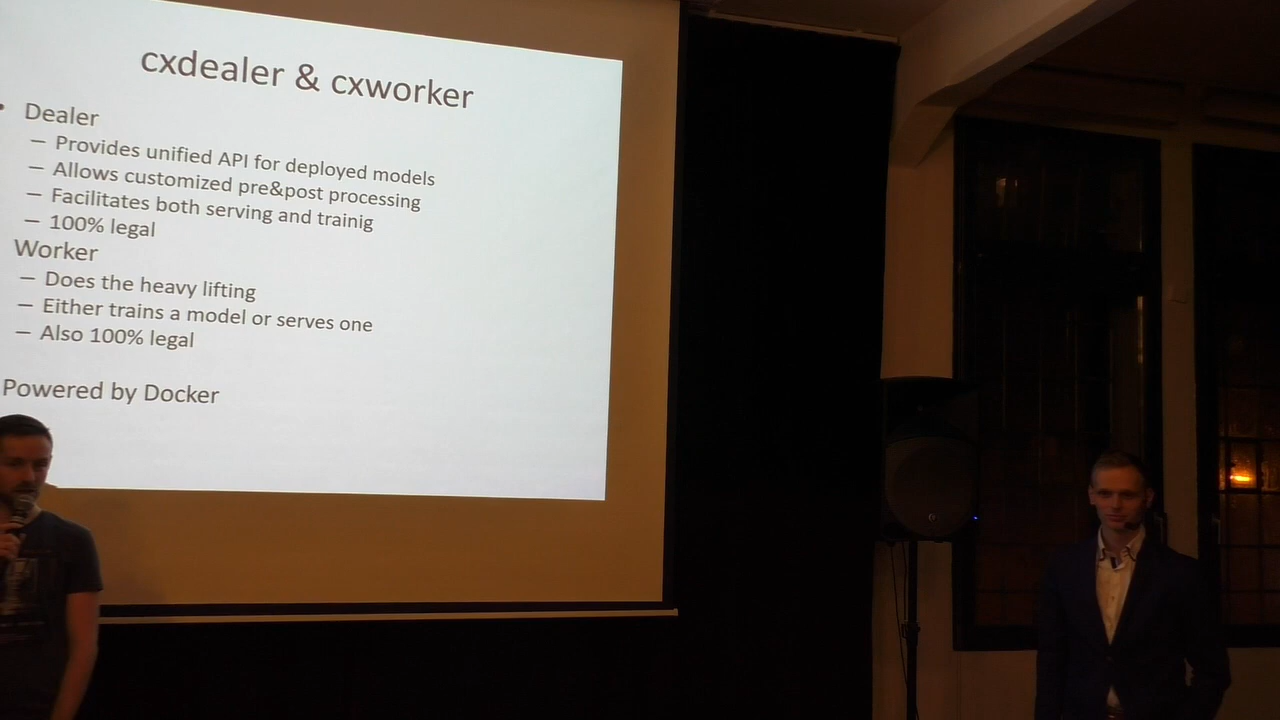 cxdealer & cxworker
• Dealer
– Provides unified API for deployed models
– Allows customized pre&post processing
– Facilitates both serving and trainig
– 100% legal
Worker
– Does the heavy lifting
– Either trains a model or serves one
– Also 100% legal
Powered by Docker